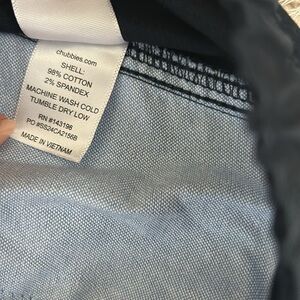 chubbies.com
SHELL:
98% COTTON
2% SPANDEX
MACHINE WASH COLD
TUMBLE DRY LOW
RN #143198
PO #SS24CA2156B
MADE IN VIETNAM